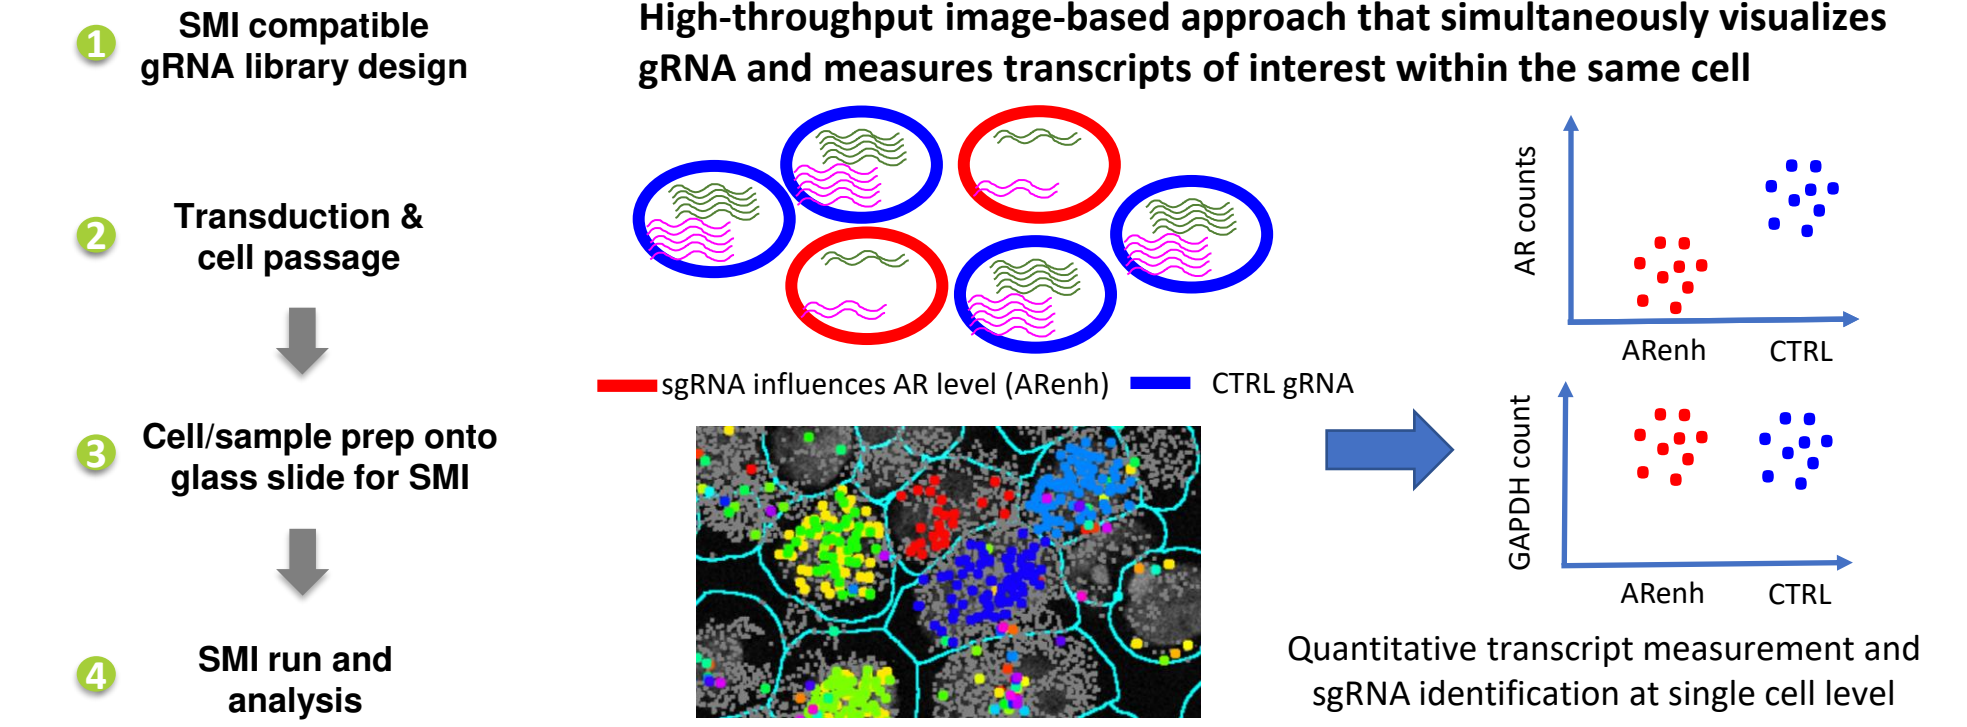 1
SMI compatible
gRNA library design
2
Transduction &
cell passage
3
Cell/sample prep onto
glass slide for SMI
4
SMI run and
analysis
High-throughput image-based approach that simultaneously visualizes
gRNA and measures transcripts of interest within the same cell
sgRNA influences AR level (ARenh)
CTRL gRNA
AR counts
ARenh
CTRL
GAPDH count
ARenh
CTRL
Quantitative transcript measurement and
sgRNA identification at single cell level